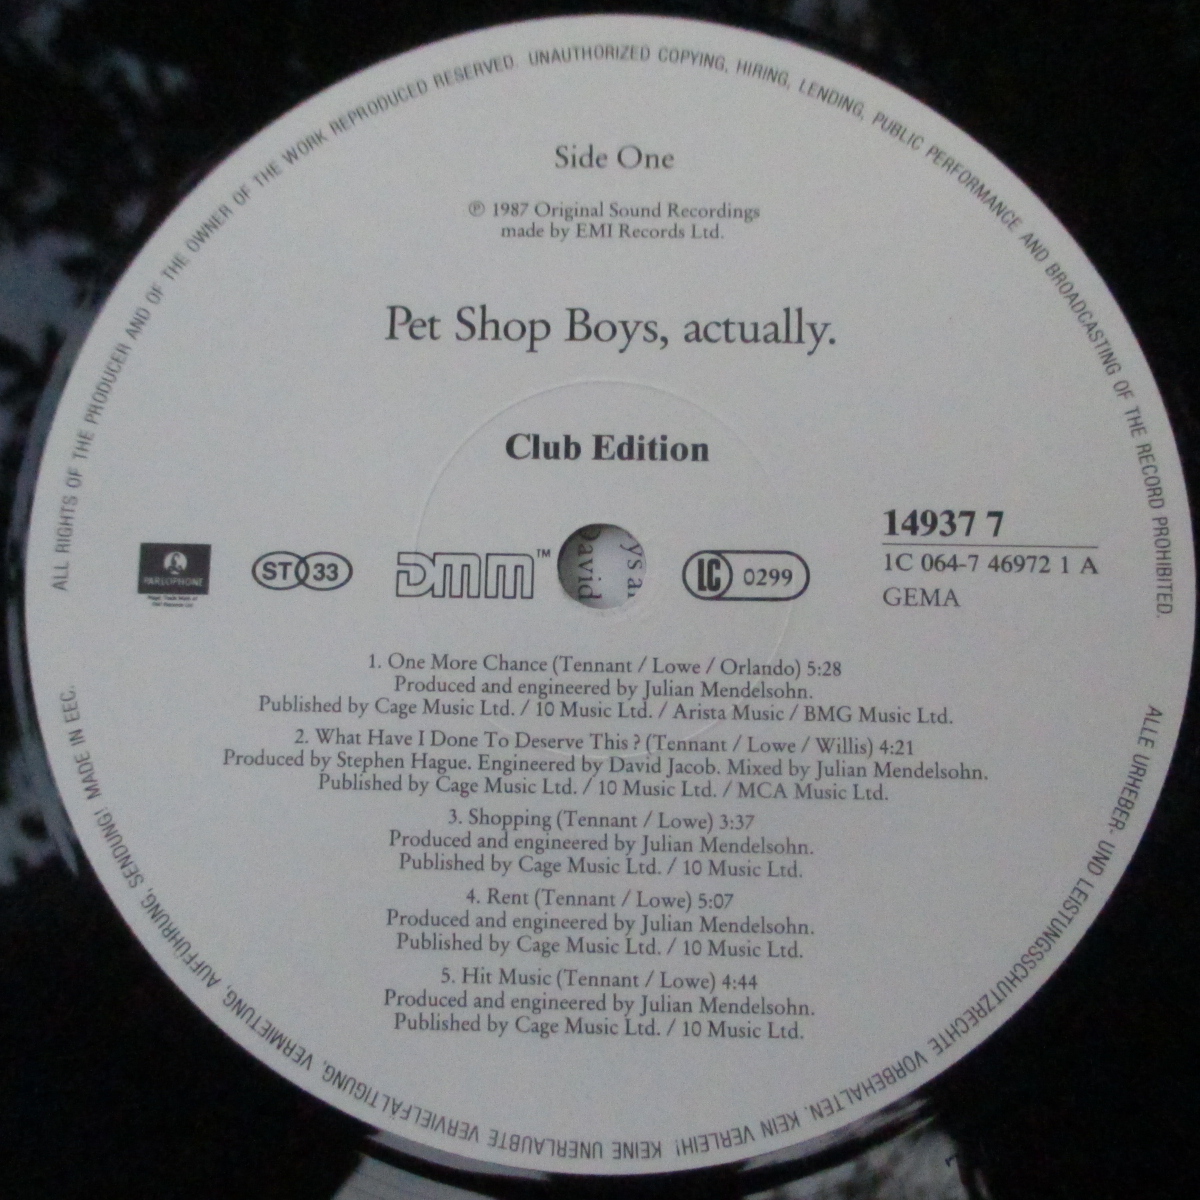 ALL RIGHTS OF THE PRODUCER AND OF THE OWNER OF THE WORK REPRODUCED RESERVED. UNAUTHORIZED COPYING, HIRING, LENDING, PUBLIC PERFORMANCE AND BROADCASTING OF THE RECORD PROHIBITED.
Side One
℗ 1987 Original Sound Recordings
made by EMI Records Ltd.
Pet Shop Boys, actually.
Club Edition
PARLOPHONE
ST 33
DMM™
David
ys a
LC 0299
14937 7
1C 064-7 46972 1 A
GEMA
1. One More Chance (Tennant / Lowe / Orlando) 5:28
Produced and engineered by Julian Mendelsohn.
Published by Cage Music Ltd. / 10 Music Ltd. / Arista Music / BMG Music Ltd.
2. What Have I Done To Deserve This ? (Tennant / Lowe / Willis) 4:21
Produced by Stephen Hague. Engineered by David Jacob. Mixed by Julian Mendelsohn.
Published by Cage Music Ltd. / 10 Music Ltd. / MCA Music Ltd.
3. Shopping (Tennant / Lowe) 3:37
Produced and engineered by Julian Mendelsohn.
Published by Cage Music Ltd. / 10 Music Ltd.
4. Rent (Tennant / Lowe) 5:07
Produced and engineered by Julian Mendelsohn.
Published by Cage Music Ltd. / 10 Music Ltd.
5. Hit Music (Tennant / Lowe) 4:44
Produced and engineered by Julian Mendelsohn.
Published by Cage Music Ltd. / 10 Music Ltd.
ALLE URHEBER- UND LEISTUNGSSCHUTZRECHTE VORBEHALTEN. KEIN VERLEIH! KEINE UNERLAUBTE VERVIELFÄLTIGUNG, VERMIETUNG, AUFFÜHRUNG, SENDUNG! MADE IN EEC.